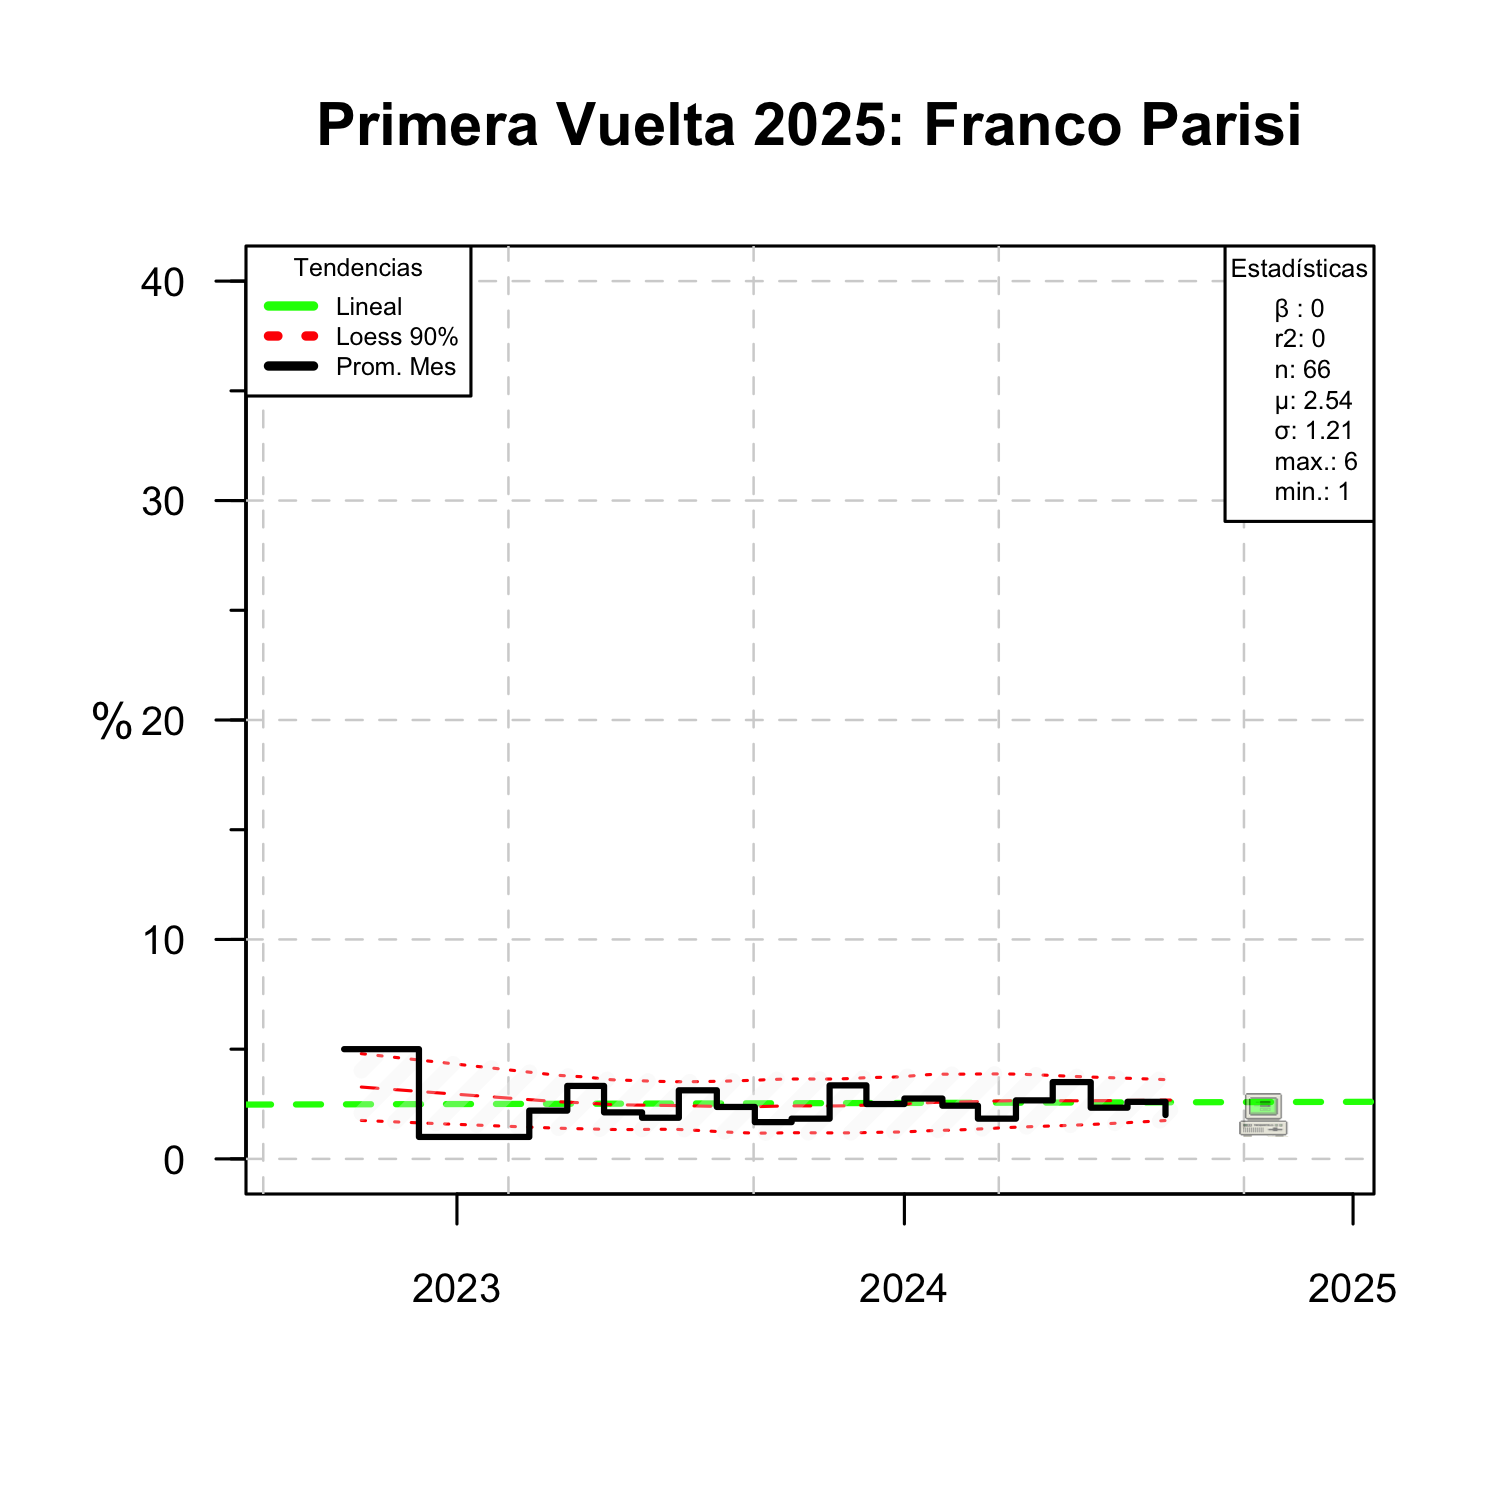 Primera Vuelta 2025: Franco Parisi
Tendencias
Lineal
Loess 90%
Prom. Mes
Estadísticas
β : 0
r2: 0
n: 66
μ: 2.54
σ: 1.21
max.: 6
min.: 1
40
30
% 20
10
0
2023 2024 2025